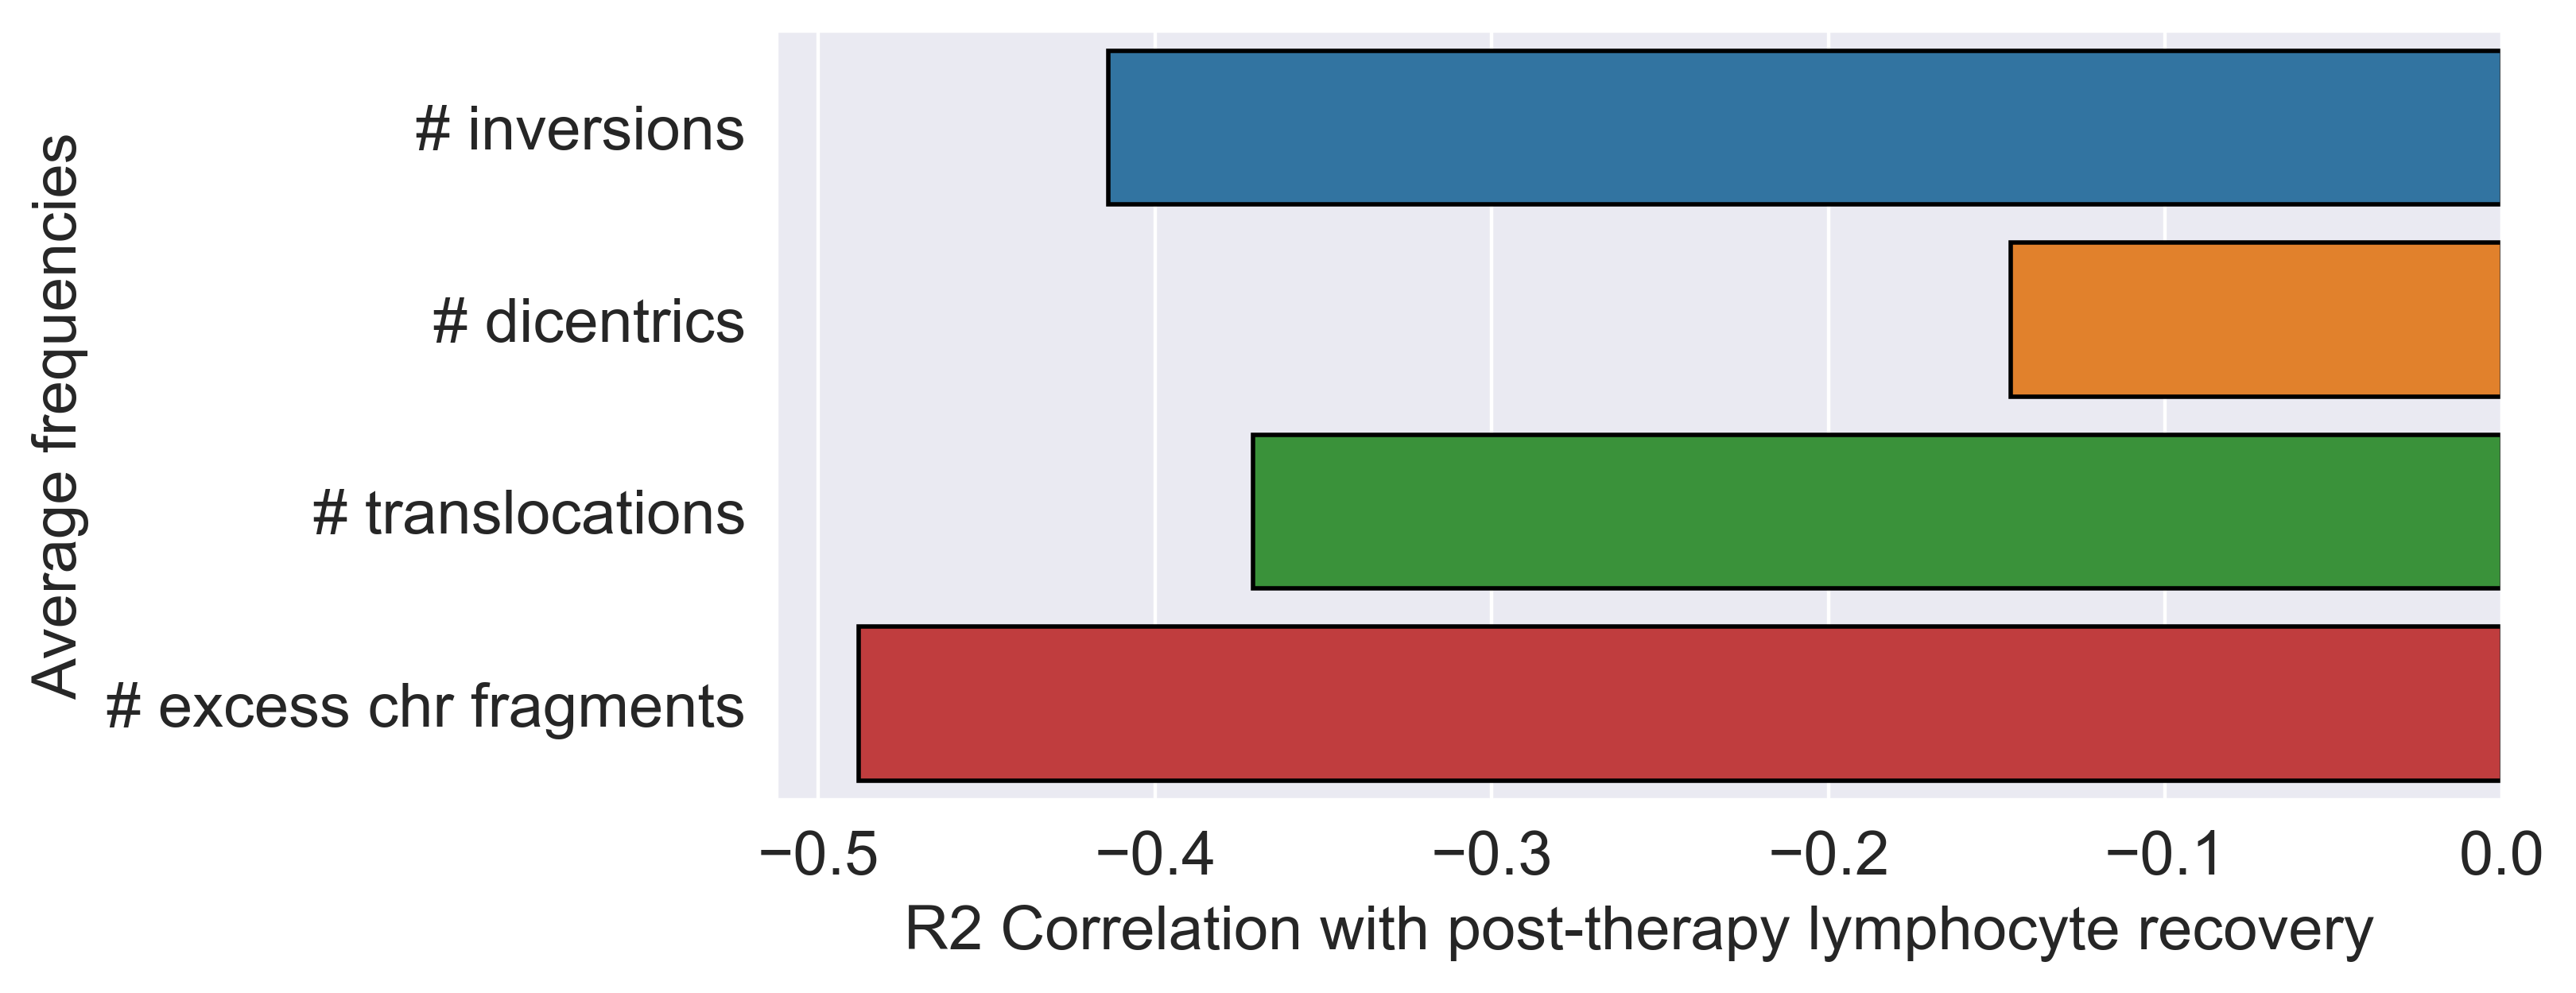 Average frequencies
# inversions
# dicentrics
# translocations
# excess chr fragments
−0.5 −0.4 −0.3 −0.2 −0.1 0.0
R2 Correlation with post-therapy lymphocyte recovery